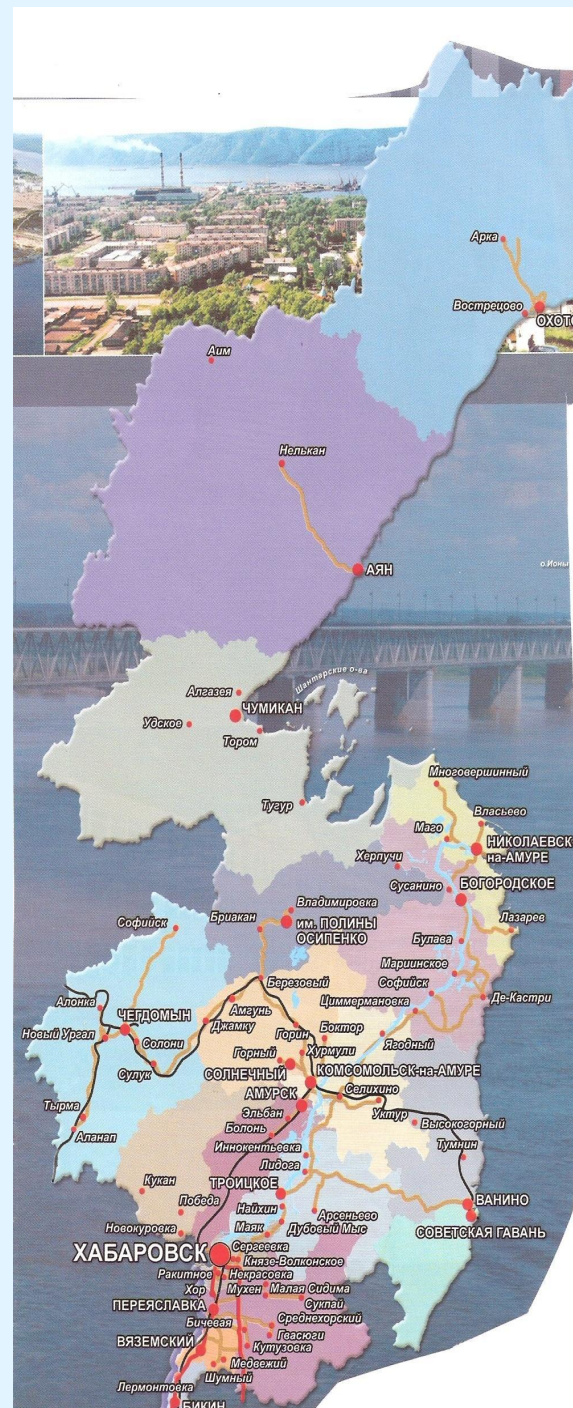 Арка
Вострецово
ОХОТС
Аим
Нелькан
АЯН
о.Ионы
Шантарские о-ва
Алгазея
ЧУМИКАН
Удское
Тором
Тугур
Многовершинный
Власьево
Маго
НИКОЛАЕВСК
на-АМУРЕ
Херпучи
БОГОРОДСКОЕ
Сусанино
Владимировка
Софийск
Бриакан
им. ПОЛИНЫ
ОСИПЕНКО
Лазарев
Булава
Мариинское
Березовый
Софийск
Де-Кастри
Алонка
Амгунь
Циммермановка
ЧЕГДОМЫН
Джамку
Новый Ургал
Солони
Горин
Боктор
Ягодный
Сулук
Горный
Хурмули
СОЛНЕЧНЫЙ
КОМСОМОЛЬСК-на-АМУРЕ
АМУРСК
Селихино
Тырма
Эльбан
Уктур
Аланап
Болонь
Высокогорный
Иннокентьевка
Тумнин
Лидога
Кукан
ТРОИЦКОЕ
Победа
Найхин
Арсеньево
ВАНИНО
Новокуровка
Маяк
Дубовый Мыс
СОВЕТСКАЯ ГАВАНЬ
ХАБАРОВСК
Сергеевка
Князе-Волконское
Ракитное
Некрасовка
Хор
Мухен
Малая Сидима
ПЕРЕЯСЛАВКА
Сукпай
Бичевая
Среднехорский
ВЯЗЕМСКИЙ
Гвасюги
Кутузовка
Медвежий
Шумный
Лермонтовка
БИКИН